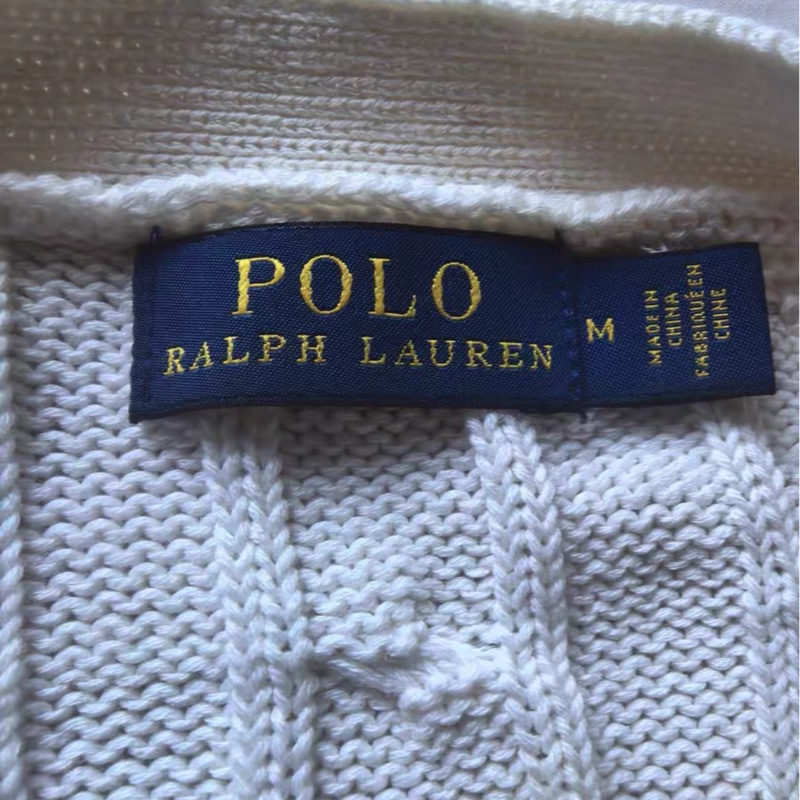 POLO
RALPH LAUREN
M
MADE IN
CHINA
FABRIQUÉ EN
CHINE